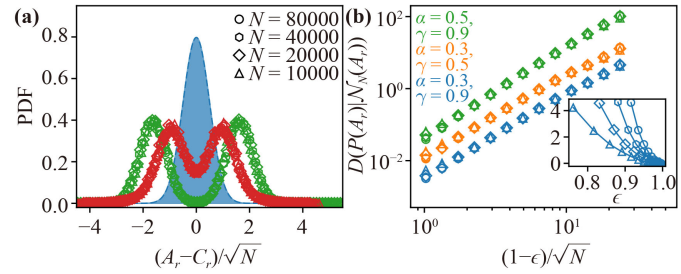 (a)
N = 80000
N = 40000
N = 20000
N = 10000
PDF
0.8
0.6
0.4
0.2
0.0
−4 −2 0 2 4
(A_r−C_r)/√N
(b)
α = 0.5,
γ = 0.9
α = 0.3,
γ = 0.5
α = 0.3,
γ = 0.9
D(P(A_r)|𝒩_N(A_r))
10^2
10^0
10^−2
10^0 10^1
(1−ϵ)/√N
4
2
0
0.8 0.9 1.0
ϵ